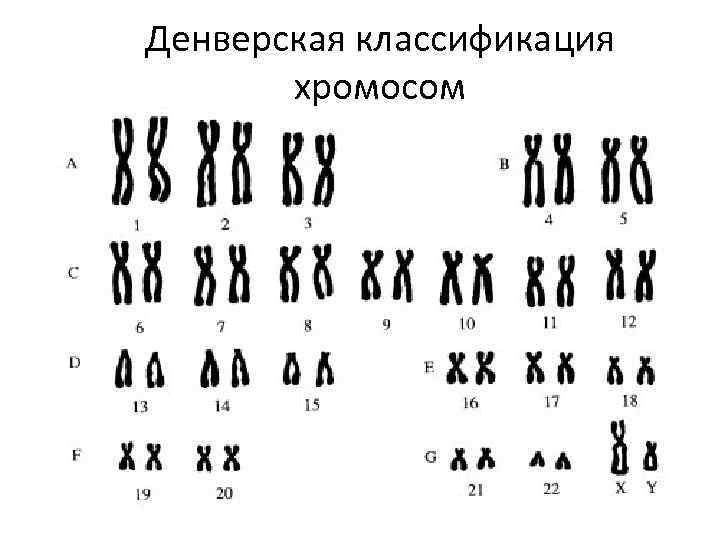 Денверская классификация
хромосом
A B
1 2 3 4 5
C
6 7 8 9 10 11 12
D E
13 14 15 16 17 18
F G
19 20 21 22 X Y